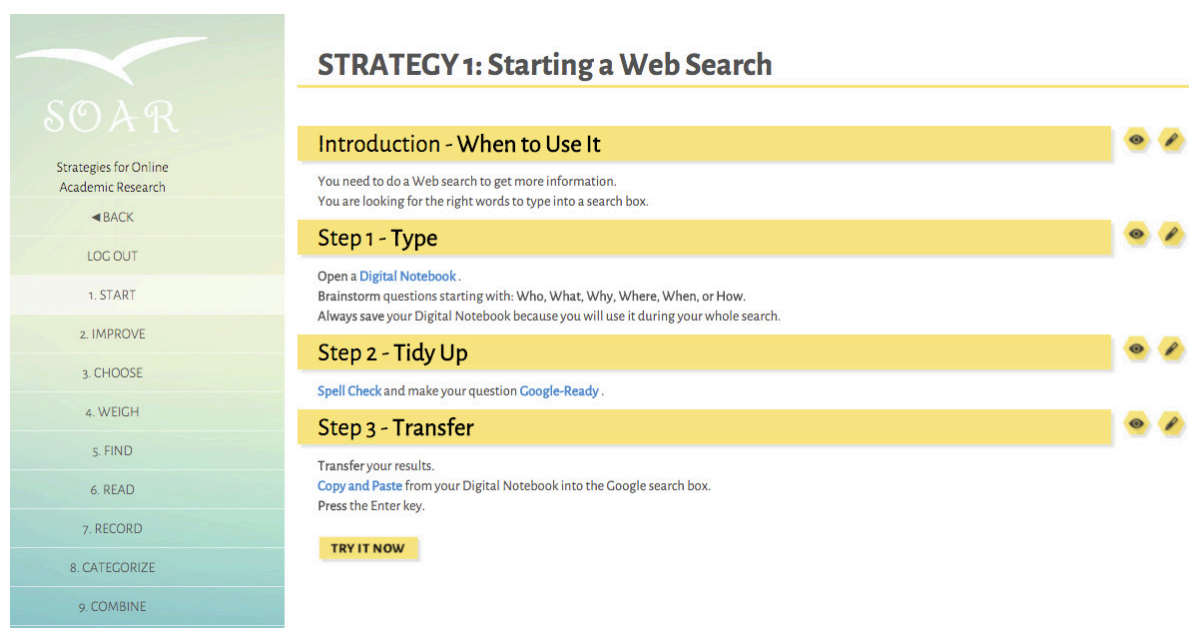 SOAR
Strategies for Online
Academic Research
◄BACK
LOG OUT
1. START
2. IMPROVE
3. CHOOSE
4. WEIGH
5. FIND
6. READ
7. RECORD
8. CATEGORIZE
9. COMBINE
STRATEGY 1: Starting a Web Search
Introduction - When to Use It
You need to do a Web search to get more information.
You are looking for the right words to type into a search box.
Step 1 - Type
Open a Digital Notebook .
Brainstorm questions starting with: Who, What, Why, Where, When, or How.
Always save your Digital Notebook because you will use it during your whole search.
Step 2 - Tidy Up
Spell Check and make your question Google-Ready .
Step 3 - Transfer
Transfer your results.
Copy and Paste from your Digital Notebook into the Google search box.
Press the Enter key.
TRY IT NOW